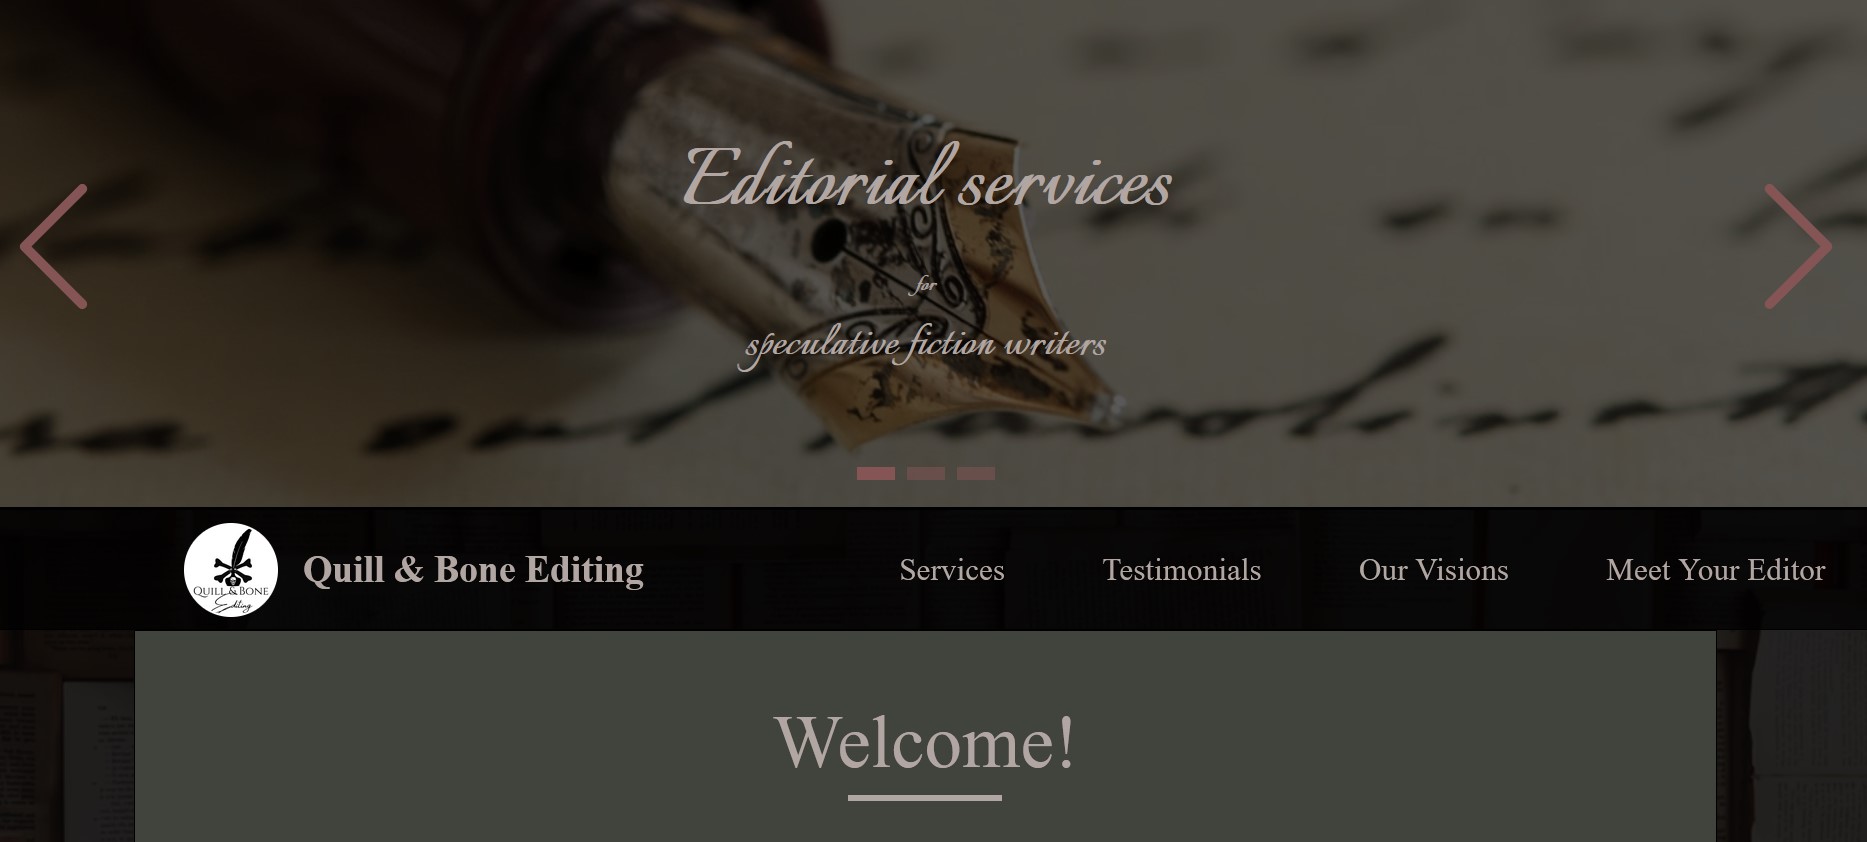 Editorial services
for
speculative fiction writers
QUILL & BONE
Editing
Quill & Bone Editing
Services
Testimonials
Our Visions
Meet Your Editor
Welcome!